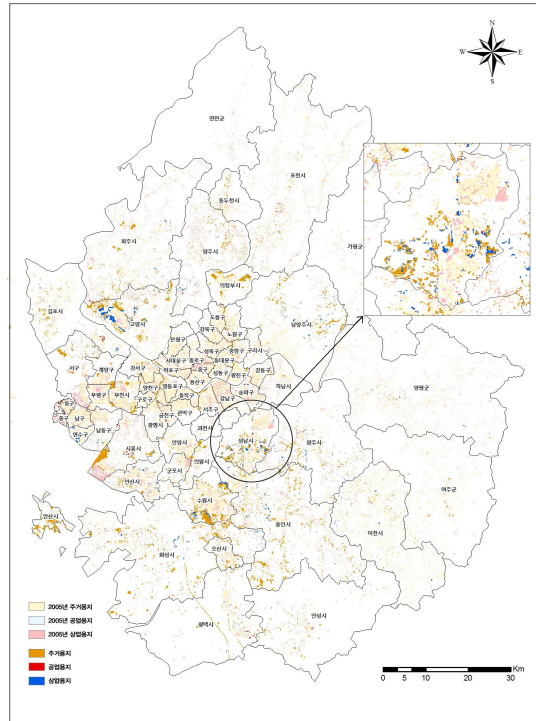 N
W
E
S
연천군
포천시
동두천시
파주시
양주시
가평군
의정부시
김포시
고양시
남양주시
도봉구
강북구
노원구
은평구
성북구
중랑구
구리시
서대문구
종로구
동대문구
서구
계양구
강서구
마포구
중구
성동구
광진구
강동구
하남시
양평군
부평구
부천시
양천구
영등포구
용산구
동구
구로구
동작구
강남구
송파구
중구
남구
금천구
관악구
서초구
연수구
남동구
광명시
과천시
시흥시
안양시
성남시
광주시
군포시
의왕시
안산시
여주군
수원시
안산시
용인시
이천시
화성시
오산시
평택시
안성시
2005년 주거용지
2005년 공업용지
2005년 상업용지
주거용지
공업용지
상업용지
Km
0 5 10 20 30